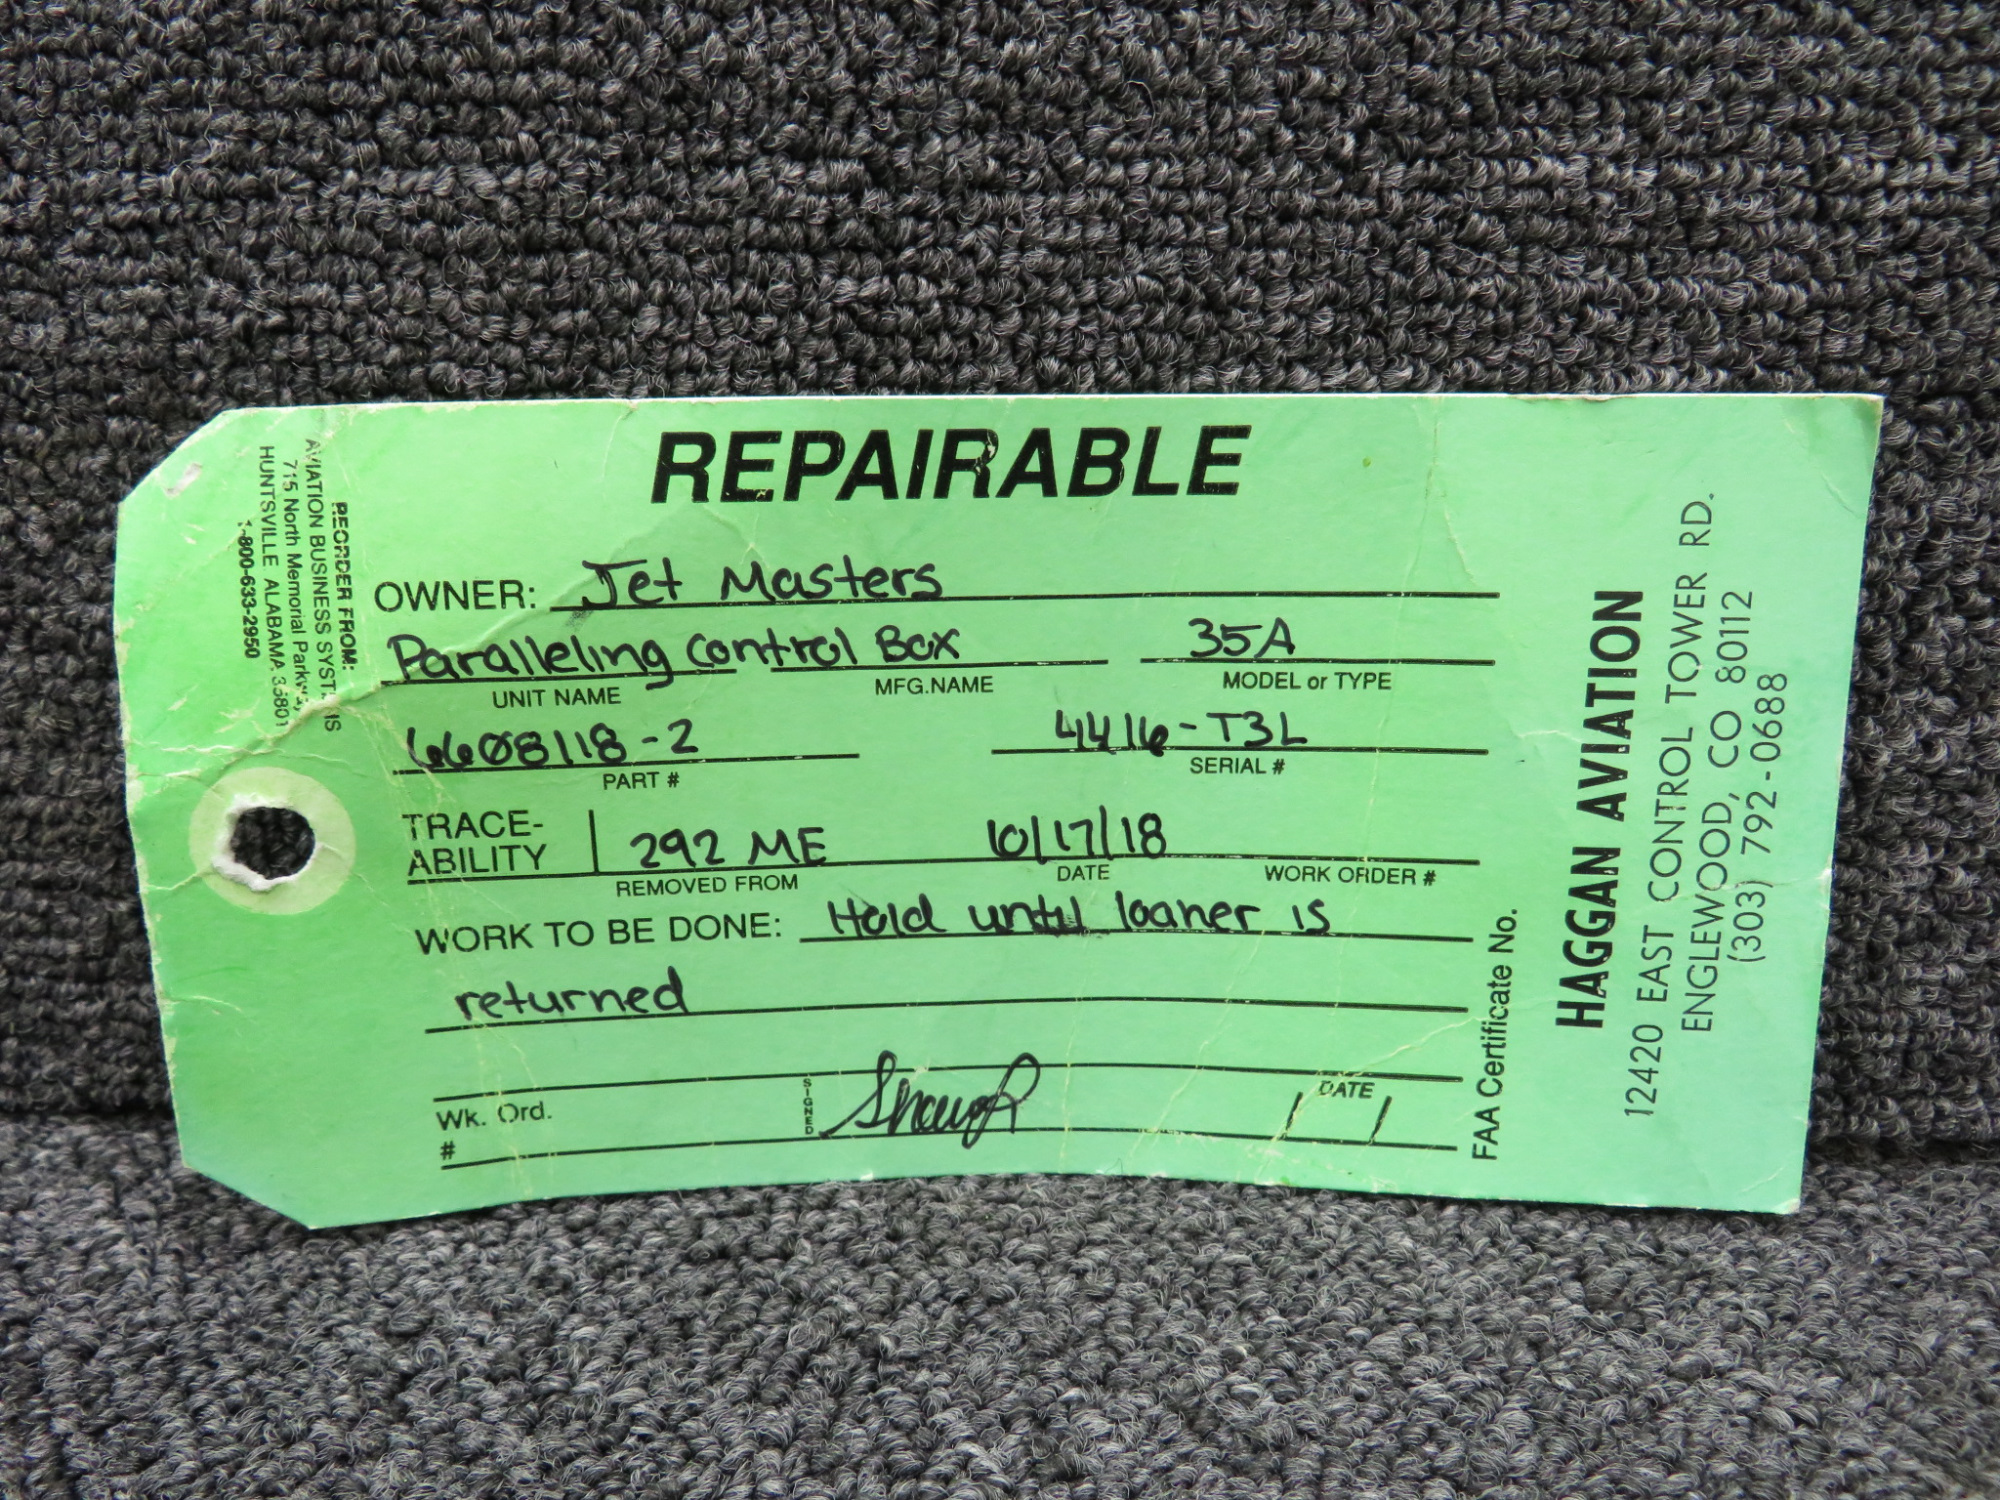 REPAIRABLE
OWNER: Jet Masters
Paralleling Control Box 35A
UNIT NAME MFG.NAME MODEL or TYPE
6608118-2 4416-T3L
PART # SERIAL #
TRACE-
ABILITY 292 ME 10/17/18
REMOVED FROM DATE WORK ORDER #
WORK TO BE DONE: Hold until loaner is
returned
Wk. Ord.
#
SIGNED
DATE
/ /
FAA Certificate No.
HAGGAN AVIATION
12420 EAST CONTROL TOWER RD.
ENGLEWOOD, CO 80112
(303) 792-0688
REORDER FROM:
AVIATION BUSINESS SYSTEMS
715 North Memorial Parkway
HUNTSVILLE ALABAMA 35801
1-800-633-2950